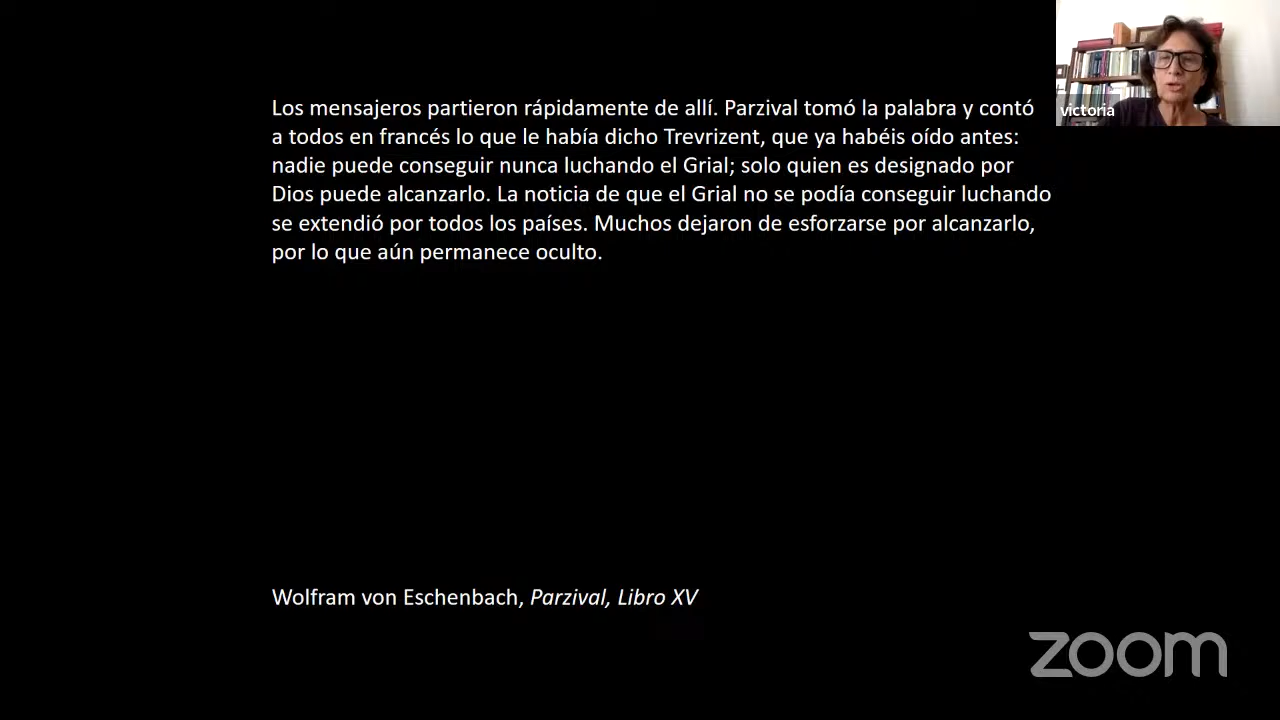 Los mensajeros partieron rápidamente de allí. Parzival tomó la palabra y contó
a todos en francés lo que le había dicho Trevrizent, que ya habéis oído antes:
nadie puede conseguir nunca luchando el Grial; solo quien es designado por
Dios puede alcanzarlo. La noticia de que el Grial no se podía conseguir luchando
se extendió por todos los países. Muchos dejaron de esforzarse por alcanzarlo,
por lo que aún permanece oculto.
victoria
Wolfram von Eschenbach, Parzival, Libro XV
zoom